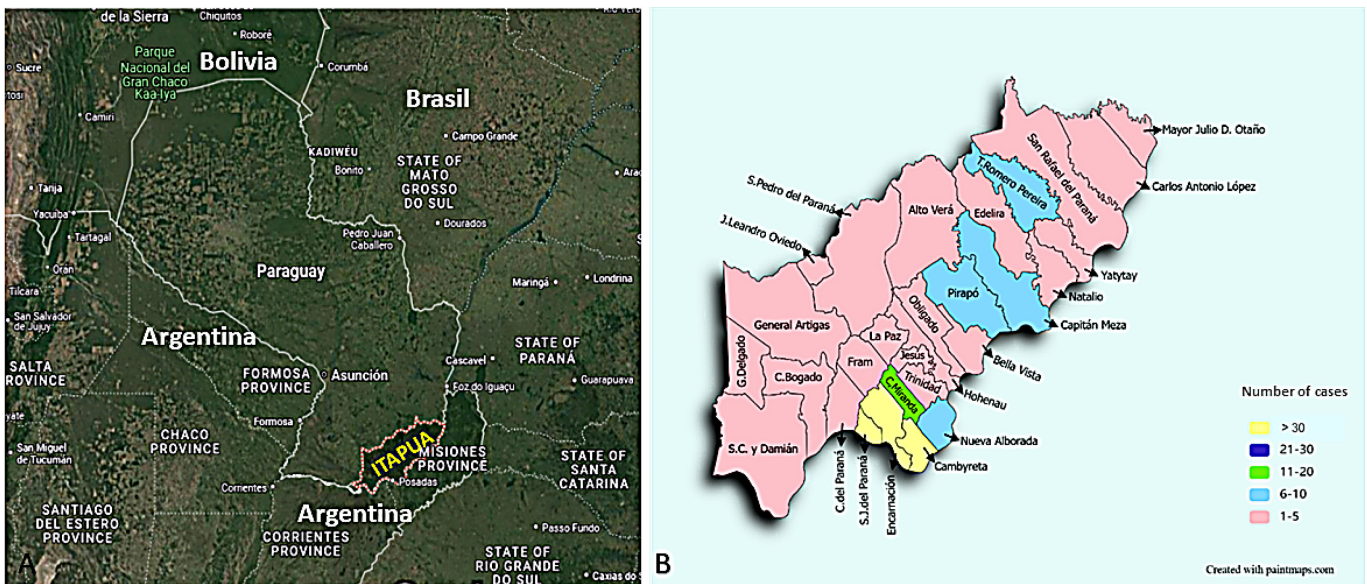 de la Sierra
Chiquitos
Roboré
Bolivia
Corumbá
Sucre
Parque
Nacional del
Gran Chaco
Kaa-Iya
Brasil
Camiri
Campo Grande
KADIWÉU
Bonito
STATE OF
MATO
GROSSO
DO SUL
Tarija
Yacuiba
Dourados
Tartagal
Pedro Juan
Caballero
Orán
Paraguay
Maringá
Londrina
Tilcara
San Salvador
de Jujuy
Argentina
STATE OF
PARANÁ
Cascavel
SALTA
PROVINCE
FORMOSA
PROVINCE
Asunción
Foz do Iguaçu
Guarapuava
Formosa
CHACO
PROVINCE
San Miguel
de Tucumán
ITAPUA
MISIONES
PROVINCE
STATE OF
SANTA
CATARINA
Corrientes
Posadas
SANTIAGO
DEL ESTERO
PROVINCE
Argentina
CORRIENTES
PROVINCE
Passo Fundo
STATE OF
RIO GRANDE
DO SUL
Caxias do S
A
B
Mayor Julio D. Otaño
San Rafael del Paraná
T.Romero Pereira
Carlos Antonio López
S.Pedro del Paraná
Alto Verá
Edelira
J.Leandro Oviedo
Yatytay
Natalio
Pirapó
Capitán Meza
Obligado
General Artigas
La Paz
Bella Vista
G.Delgado
Fram
Jesús
C.Bogado
Trinidad
C.Miranda
Hohenau
Nueva Alborada
S.C. y Damián
Cambyreta
C.del Paraná
S.J.del Paraná
Encarnación
Number of cases
> 30
21-30
11-20
6-10
1-5
Created with paintmaps.com